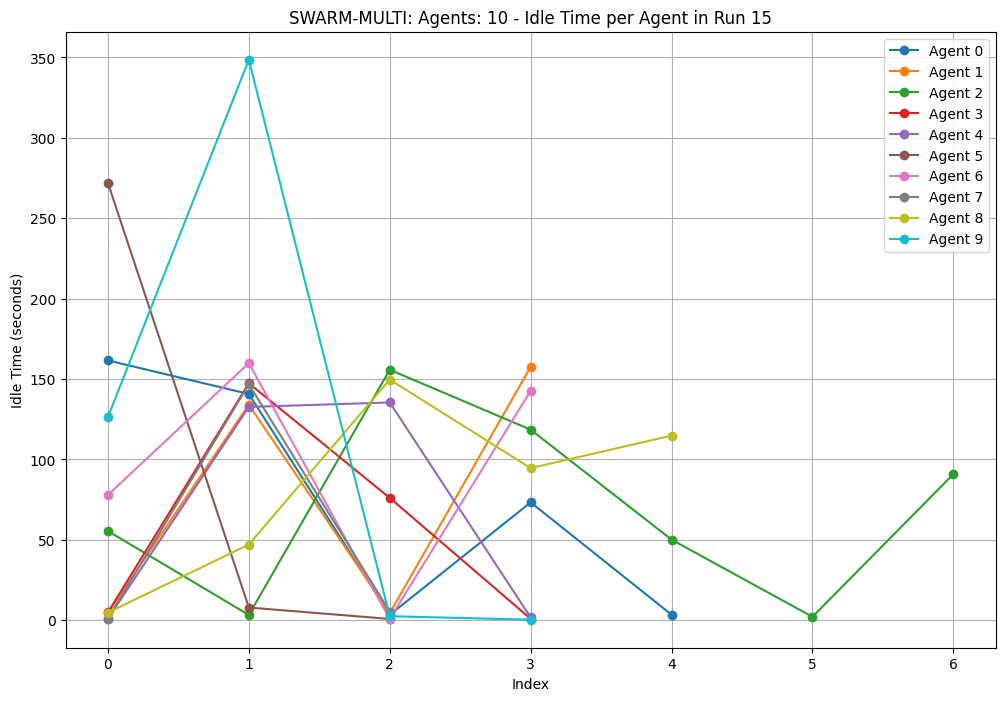 SWARM-MULTI: Agents: 10 - Idle Time per Agent in Run 15
Agent 0
Agent 1
Agent 2
Agent 3
Agent 4
Agent 5
Agent 6
Agent 7
Agent 8
Agent 9
Idle Time (seconds)
350
300
250
200
150
100
50
0
0 1 2 3 4 5 6
Index